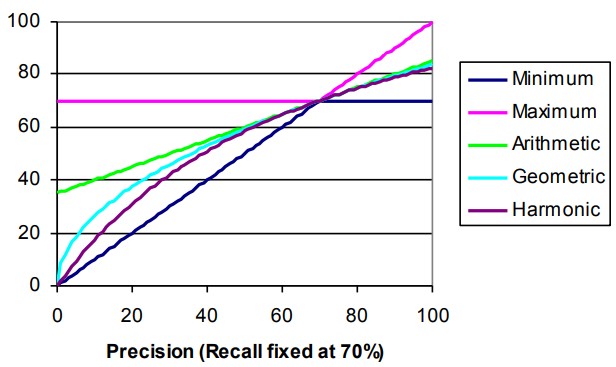 100
80
60
40
20
0
0 20 40 60 80 100
Precision (Recall fixed at 70%)
Minimum
Maximum
Arithmetic
Geometric
Harmonic